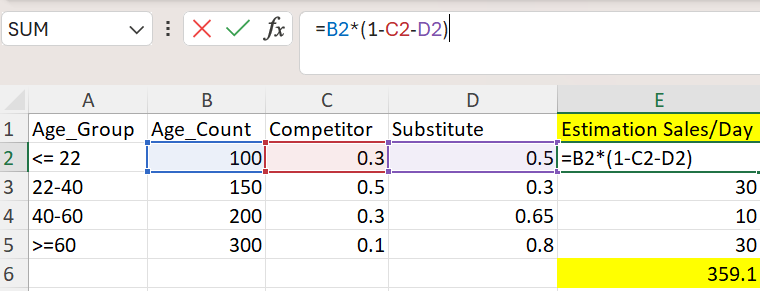 SUM fx =B2*(1-C2-D2)
A B C D E
1 Age_Group Age_Count Competitor Substitute Estimation Sales/Day
2 <= 22 100 0.3 0.5 =B2*(1-C2-D2)
3 22-40 150 0.5 0.3 30
4 40-60 200 0.3 0.65 10
5 >=60 300 0.1 0.8 30
6 359.1